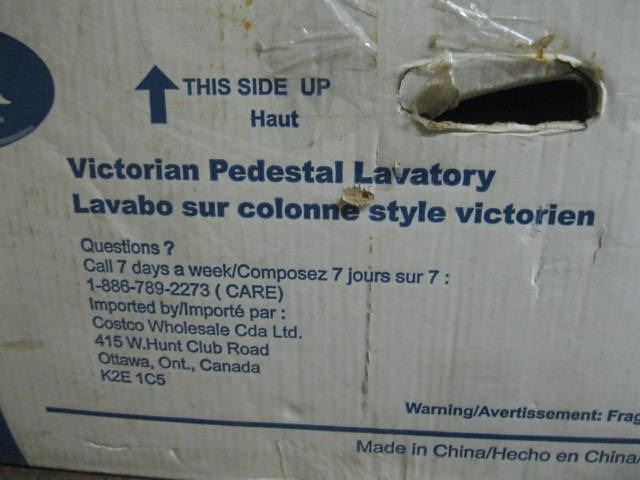 THIS SIDE UP
Haut
Victorian Pedestal Lavatory
Lavabo sur colonne style victorien
Questions ?
Call 7 days a week/Composez 7 jours sur 7 :
1-886-789-2273 ( CARE)
Imported by/Importé par :
Costco Wholesale Cda Ltd.
415 W.Hunt Club Road
Ottawa, Ont., Canada
K2E 1C5
Warning/Avertissement: Frag
Made in China/Hecho en China/